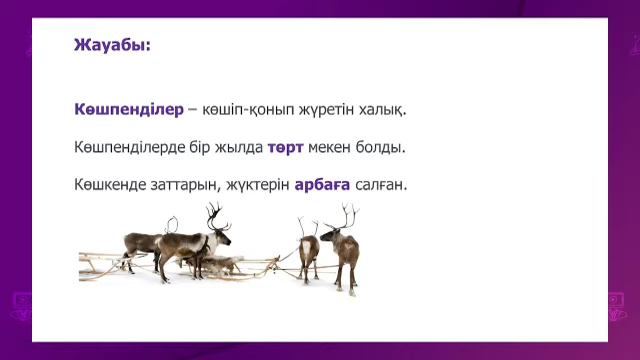 Жауабы:
Көшпенділер – көшіп-қонып жүретін халық.
Көшпенділерде бір жылда төрт мекен болды.
Көшкенде заттарын, жүктерін арбаға салған.